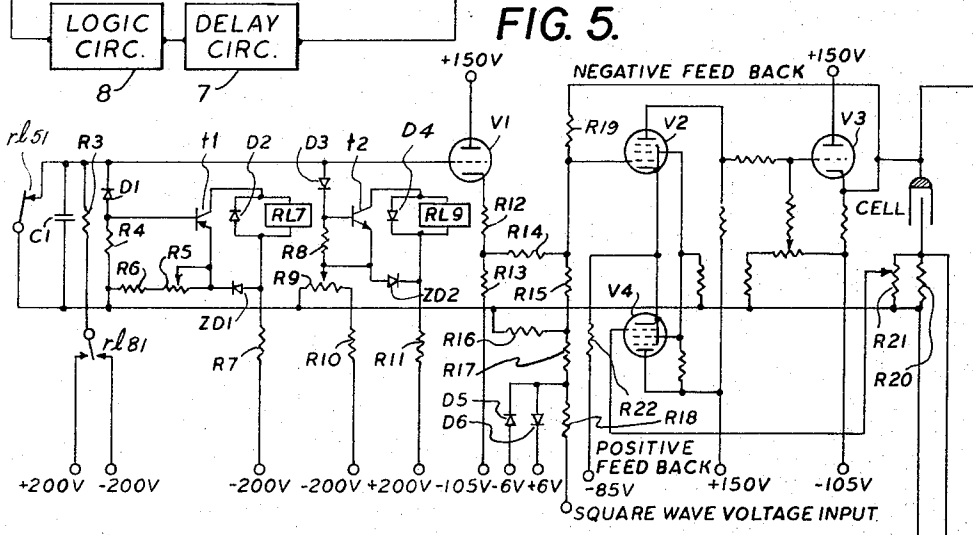 LOGIC CIRC.
DELAY CIRC.
8
7
FIG. 5.
+150V
NEGATIVE FEED BACK
+150V
rl51
R3
t1
D2
D3
t2
D4
V1
R19
V2
V3
D1
RL7
RL9
R12
CELL
C1
R4
R8
R14
R6
R5
R9
R13
R15
ZD1
ZD2
V4
rl81
R16
R21
R7
R10
R11
R17
R20
D5
D6
R22
R18
POSITIVE FEED BACK
+200V
-200V
-200V
-200V
+200V
-105V
-6V
+6V
-85V
+150V
-105V
SQUARE WAVE VOLTAGE INPUT